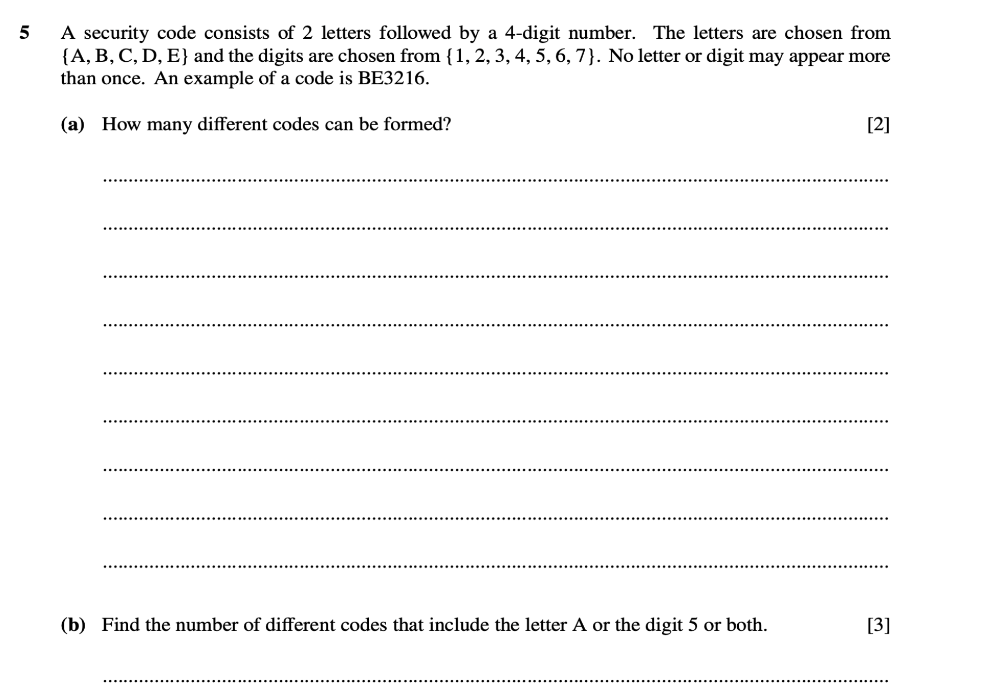 5 A security code consists of 2 letters followed by a 4-digit number. The letters are chosen from
{A, B, C, D, E} and the digits are chosen from {1, 2, 3, 4, 5, 6, 7}. No letter or digit may appear more
than once. An example of a code is BE3216.
(a) How many different codes can be formed? [2]
(b) Find the number of different codes that include the letter A or the digit 5 or both. [3]